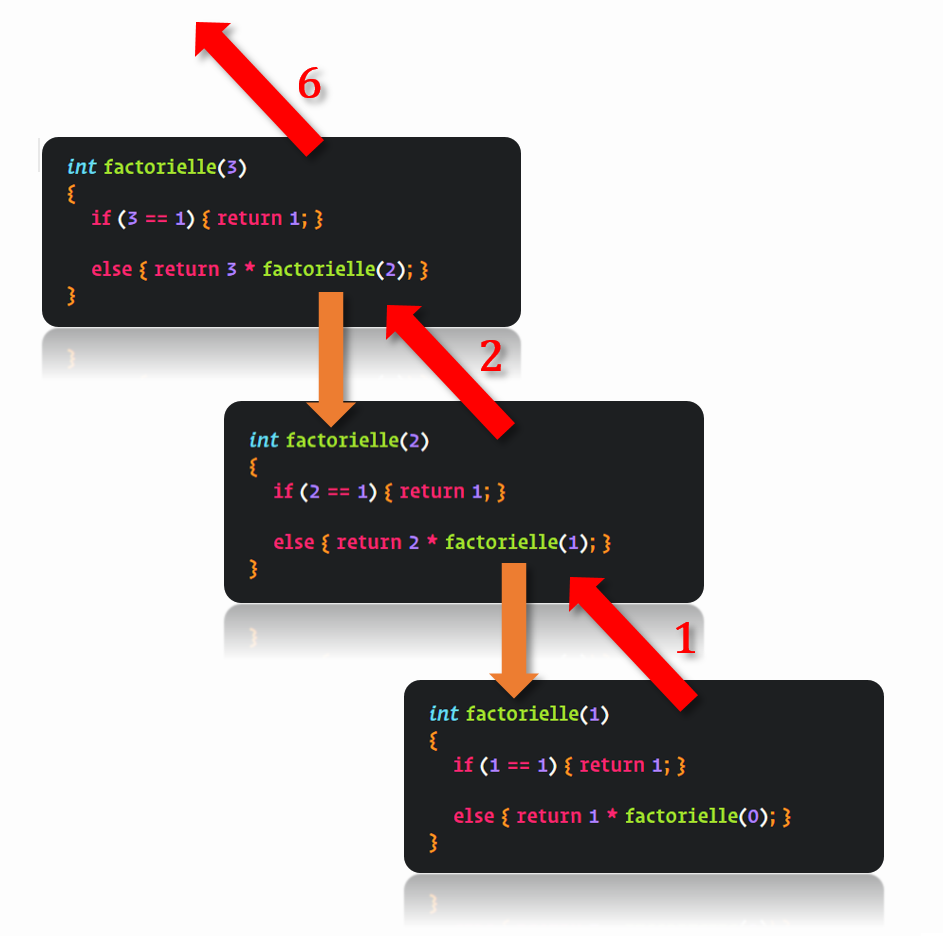 6
int factorielle(3)
{
if (3 == 1) { return 1; }
else { return 3 * factorielle(2); }
}
2
int factorielle(2)
{
if (2 == 1) { return 1; }
else { return 2 * factorielle(1); }
}
1
int factorielle(1)
{
if (1 == 1) { return 1; }
else { return 1 * factorielle(0); }
}